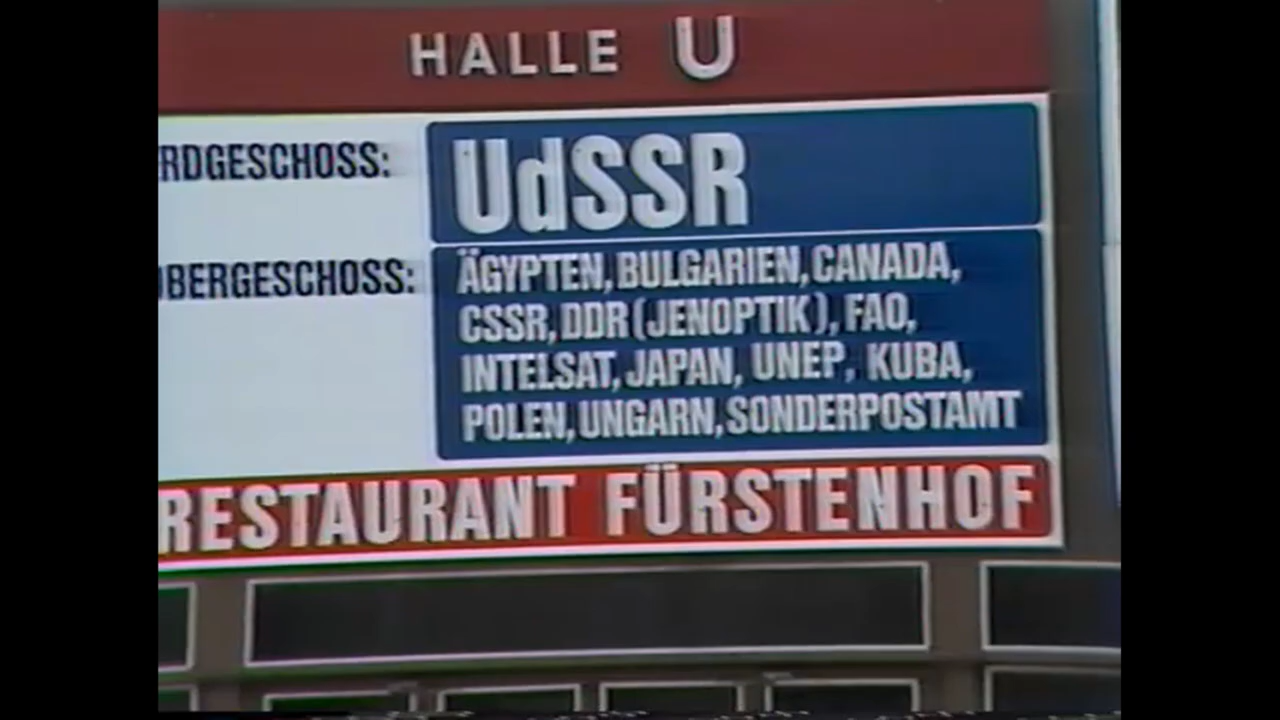 HALLE U
RDGESCHOSS:
UdSSR
BERGESCHOSS:
ÄGYPTEN, BULGARIEN, CANADA,
CSSR, DDR (JENOPTIK), FAO,
INTELSAT, JAPAN, UNEP, KUBA,
POLEN, UNGARN, SONDERPOSTAMT
RESTAURANT FÜRSTENHOF